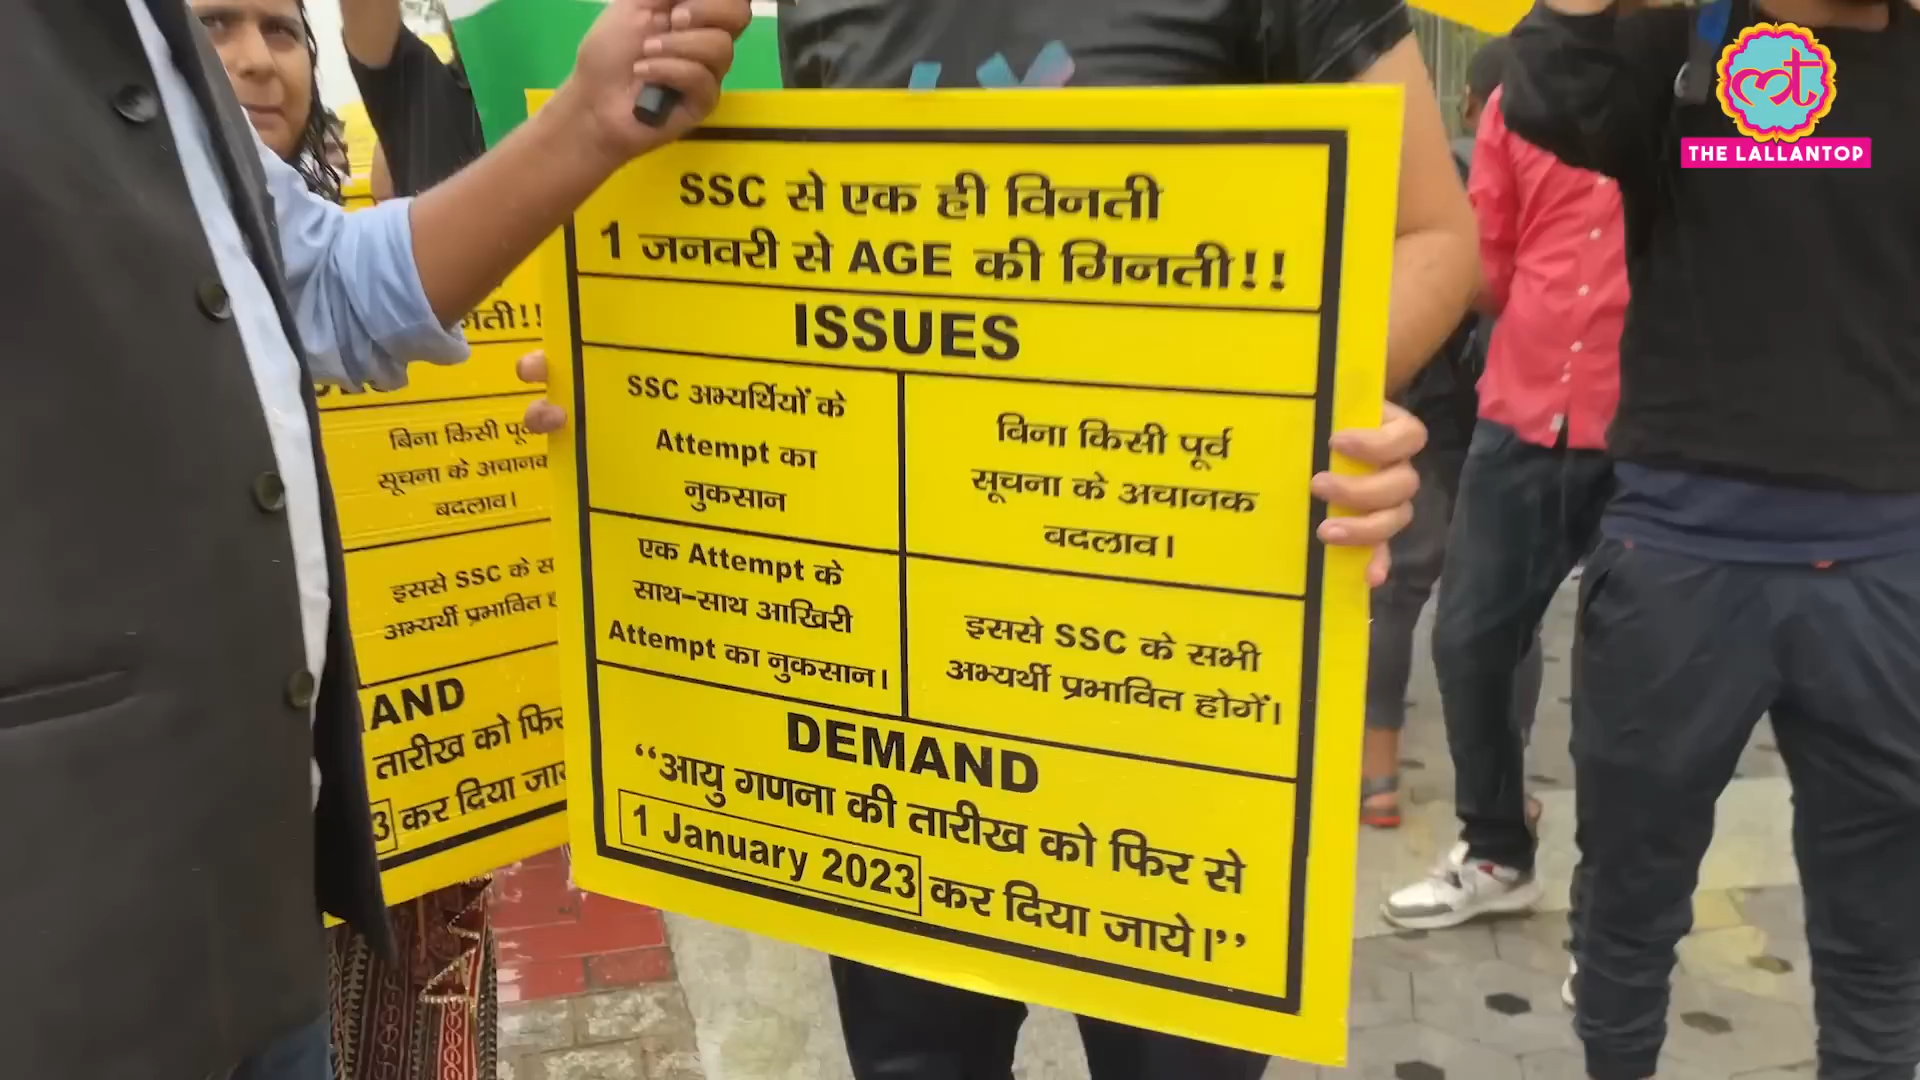 THE LALLANTOP
SSC से एक ही विनती
1 जनवरी से AGE की गिनती!!
ISSUES
SSC अभ्यर्थियों के
Attempt का
नुकसान
बिना किसी पूर्व
सूचना के अचानक
बदलाव।
एक Attempt के
साथ-साथ आखिरी
Attempt का नुकसान।
इससे SSC के सभी
अभ्यर्थी प्रभावित होगें।
DEMAND
“आयु गणना की तारीख को फिर से
1 January 2023 कर दिया जाये।”
बिना किसी
सूचना के अचानक
बदलाव।
इससे SSC के
अभ्यर्थी प्रभावित
तारीख को फिर
कर दिया